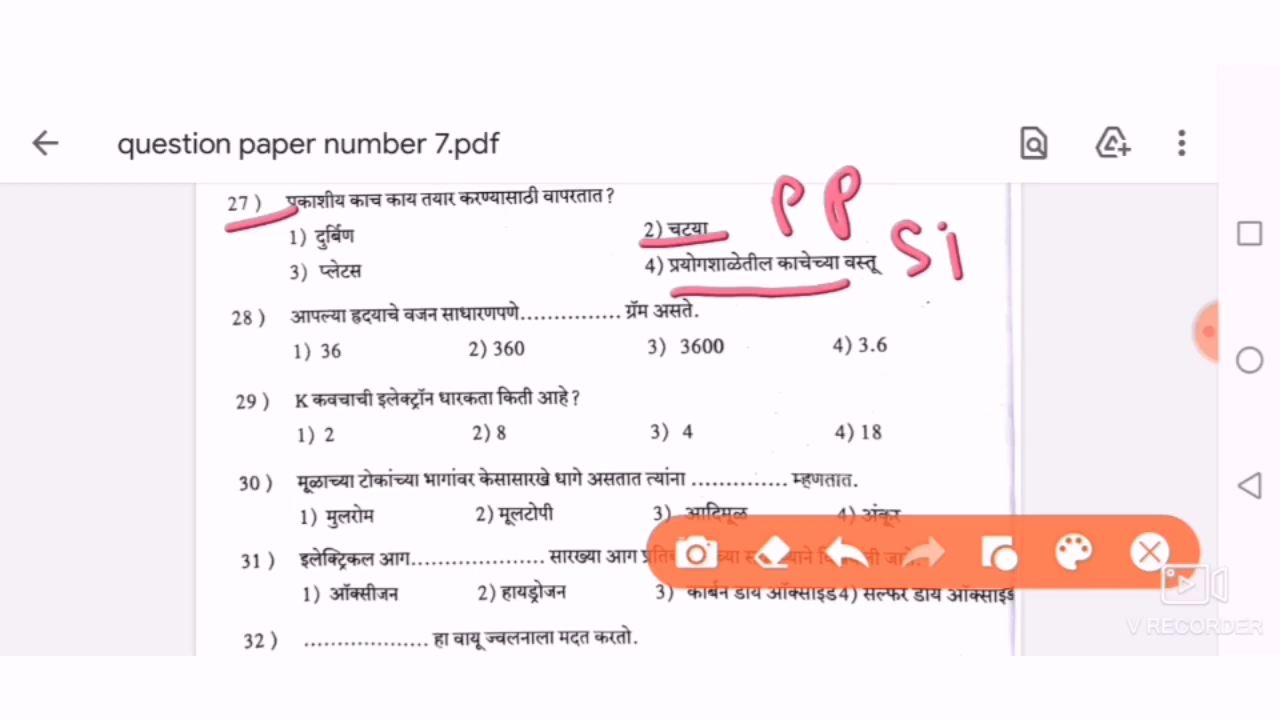 question paper number 7.pdf
27) प्रकाशीय काच काय तयार करण्यासाठी वापरतात?
1) दुर्बिण 2) चटया
3) प्लेटस 4) प्रयोगशाळेतील काचेच्या वस्तू
PP
Si
28) आपल्या हृदयाचे वजन साधारणपणे............... ग्रॅम असते.
1) 36 2) 360 3) 3600 4) 3.6
29) K कवचाची इलेक्ट्रॉन धारकता किती आहे?
1) 2 2) 8 3) 4 4) 18
30) मूळाच्या टोकांच्या भागांवर केसासारखे धागे असतात त्यांना .............. म्हणतात.
1) मुलरोम 2) मूलटोपी 3) आदिमूळ 4) अंकूर
31) इलेक्ट्रिकल आग.................... सारख्या आग
1) ऑक्सीजन 2) हायड्रोजन 3) कार्बन डाय ऑक्साइड 4) सल्फर डाय ऑक्साइड
32) ................... हा वायू ज्वलनाला मदत करतो.
V RECORDER